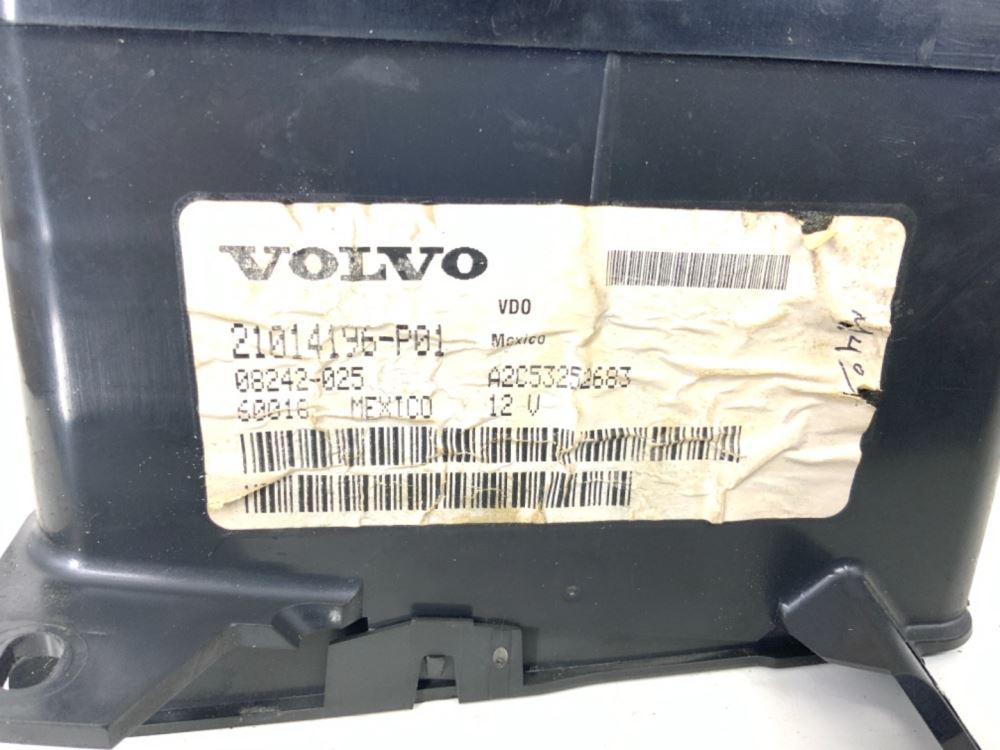 VOLVO
VDO
21014196-P01
Mexico
08242-025 A2C53252683
60016 MEXICO 12 V